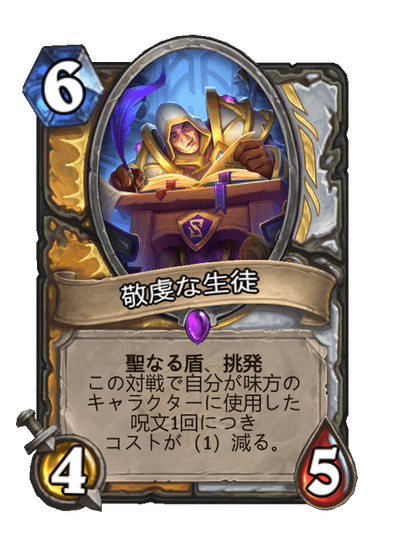 6
敬虔な生徒
聖なる盾、挑発
この対戦で自分が味方の
キャラクターに使用した
呪文1回につき
コストが（1）減る。
4
5